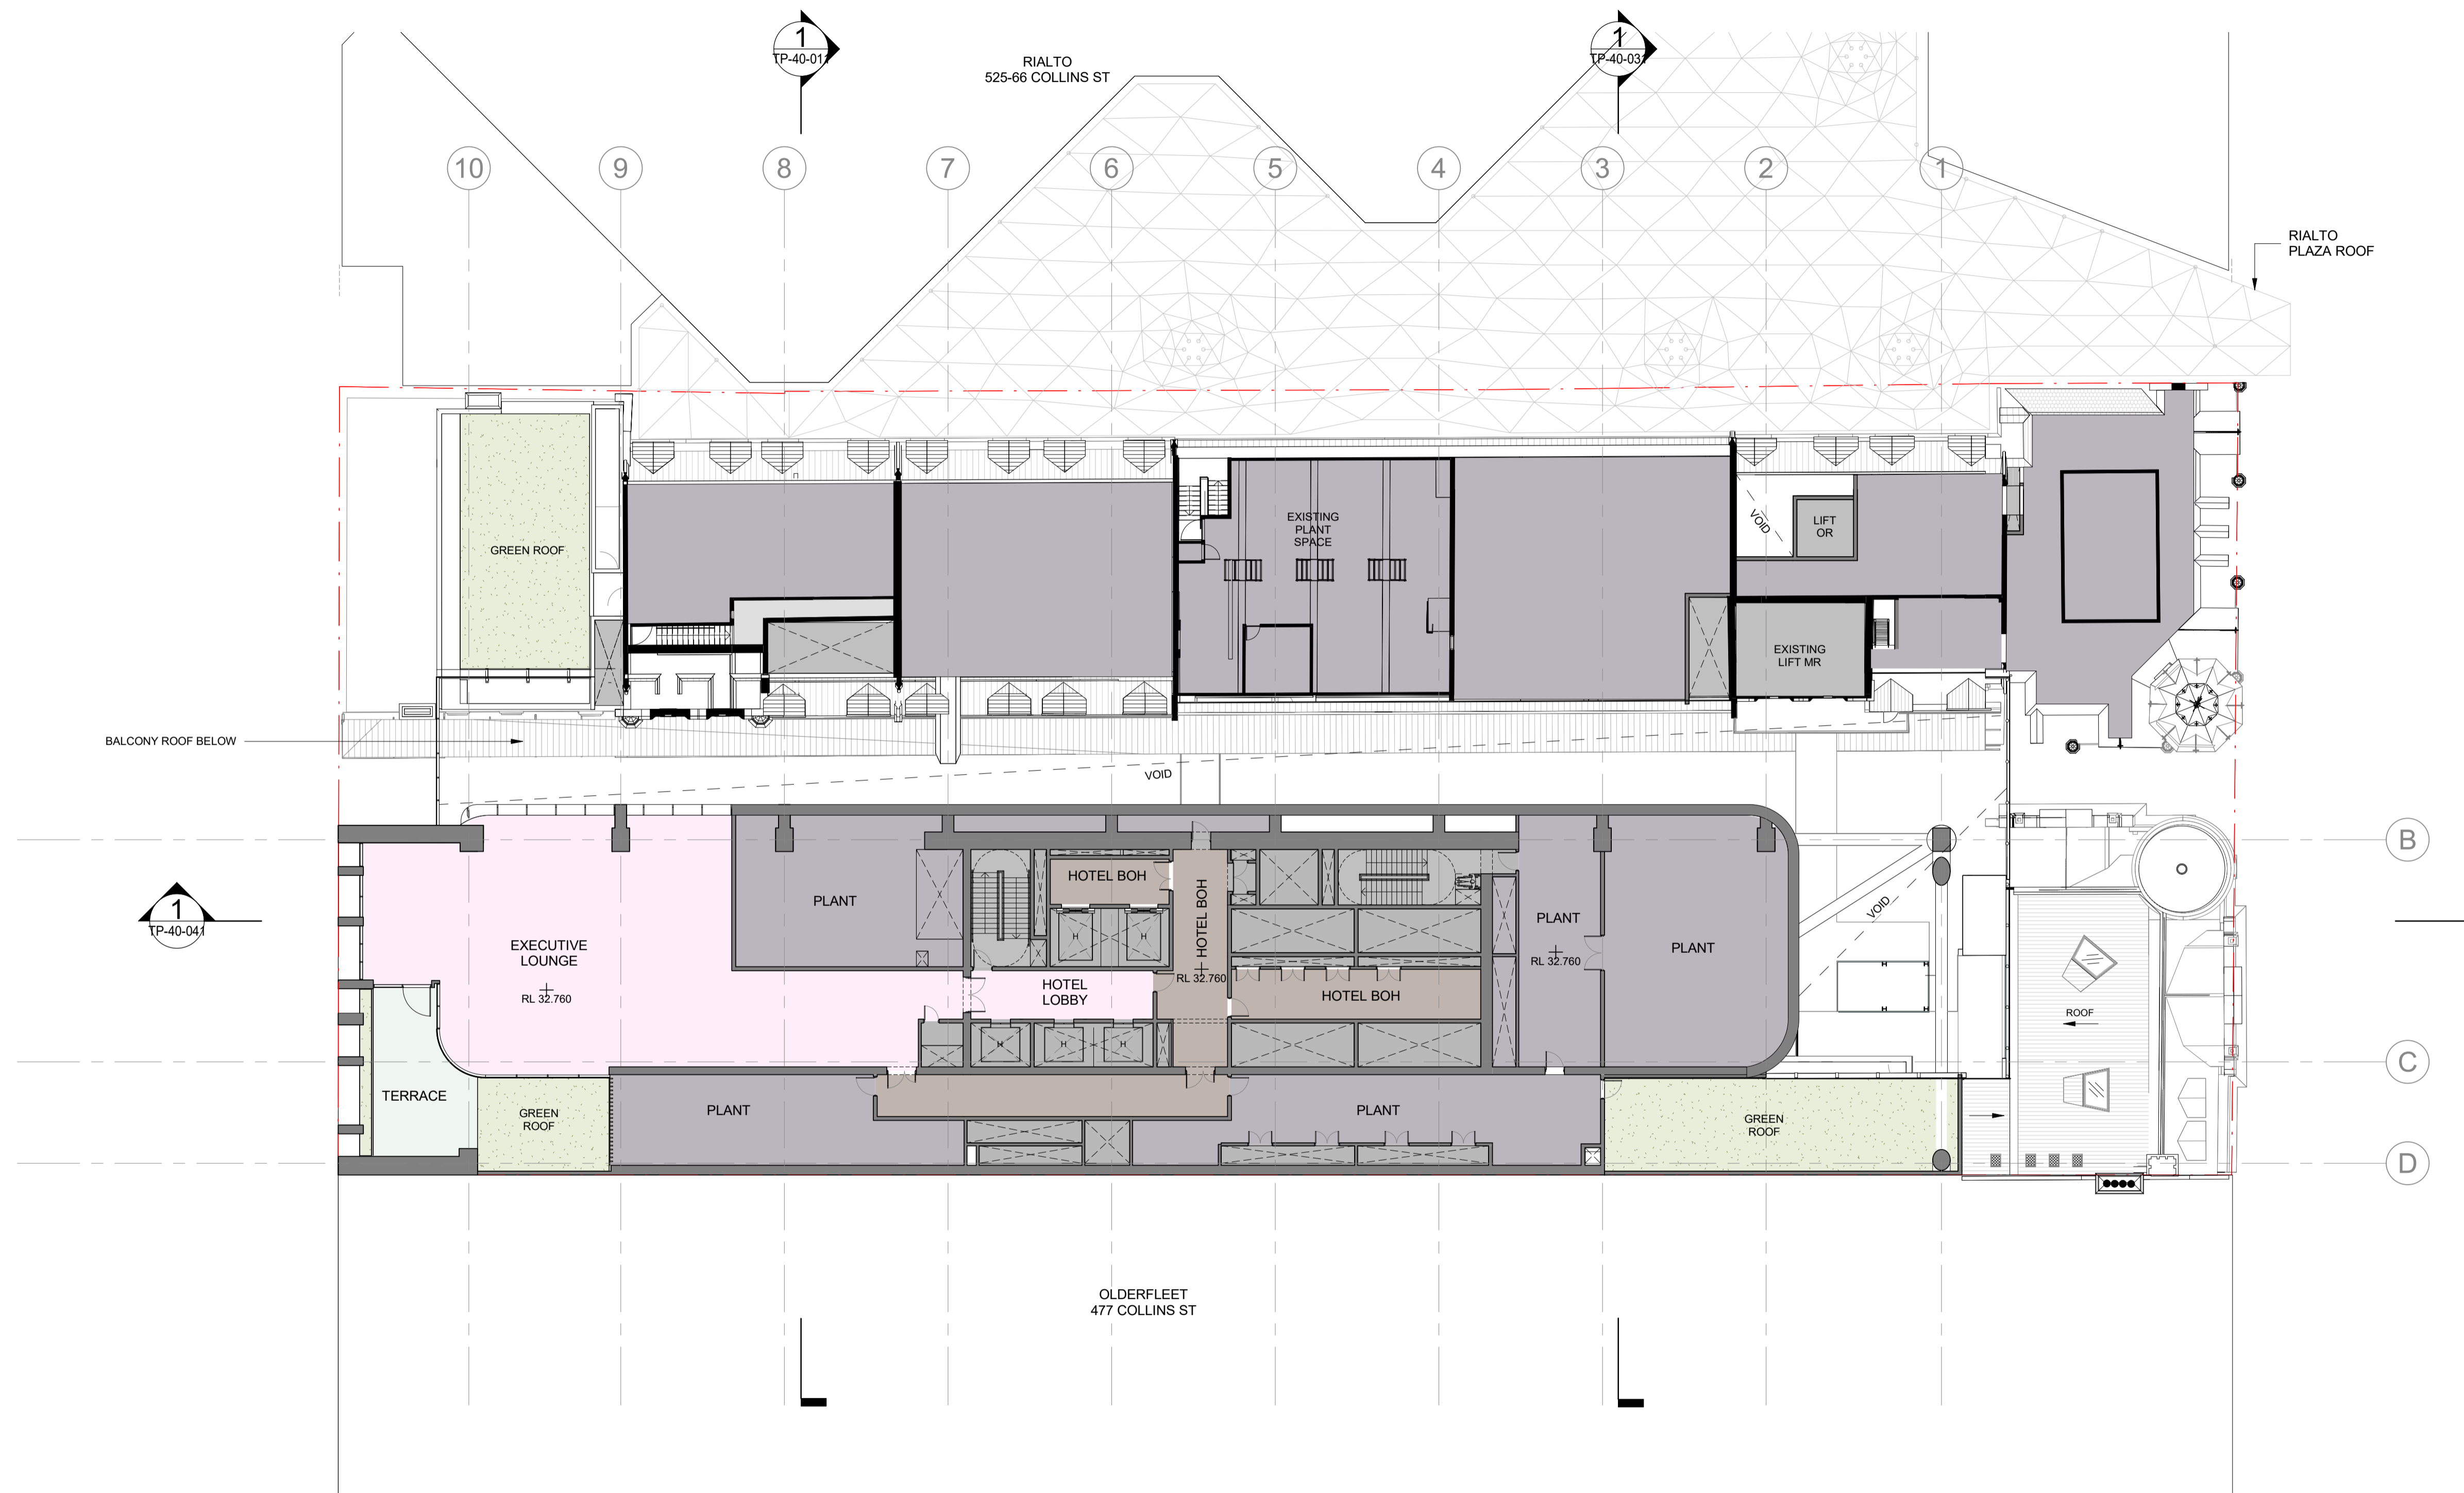 1
TP-40-011
RIALTO
525-66 COLLINS ST
1
TP-40-031
10
9
8
7
6
5
4
3
2
1
RIALTO
PLAZA ROOF
EXISTING
PLANT
SPACE
VOID
LIFT
OR
GREEN ROOF
EXISTING
LIFT MR
BALCONY ROOF BELOW
VOID
B
HOTEL BOH
PLANT
HOTEL BOH
RL 32.760
PLANT
RL 32.760
PLANT
VOID
1
TP-40-041
EXECUTIVE
LOUNGE
RL 32.760
H
H
HOTEL
LOBBY
HOTEL BOH
ROOF
H
H
H
C
TERRACE
GREEN
ROOF
PLANT
PLANT
GREEN
ROOF
D
OLDERFLEET
477 COLLINS ST